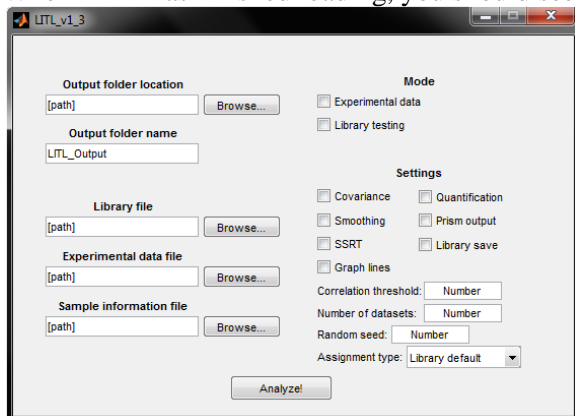 LITL_v1_3
Output folder location
[path]
Browse...
Output folder name
LITL_Output
Library file
[path]
Browse...
Experimental data file
[path]
Browse...
Sample information file
[path]
Browse...
Mode
Experimental data
Library testing
Settings
Covariance
Quantification
Smoothing
Prism output
SSRT
Library save
Graph lines
Correlation threshold: Number
Number of datasets: Number
Random seed: Number
Assignment type: Library default
Analyze!